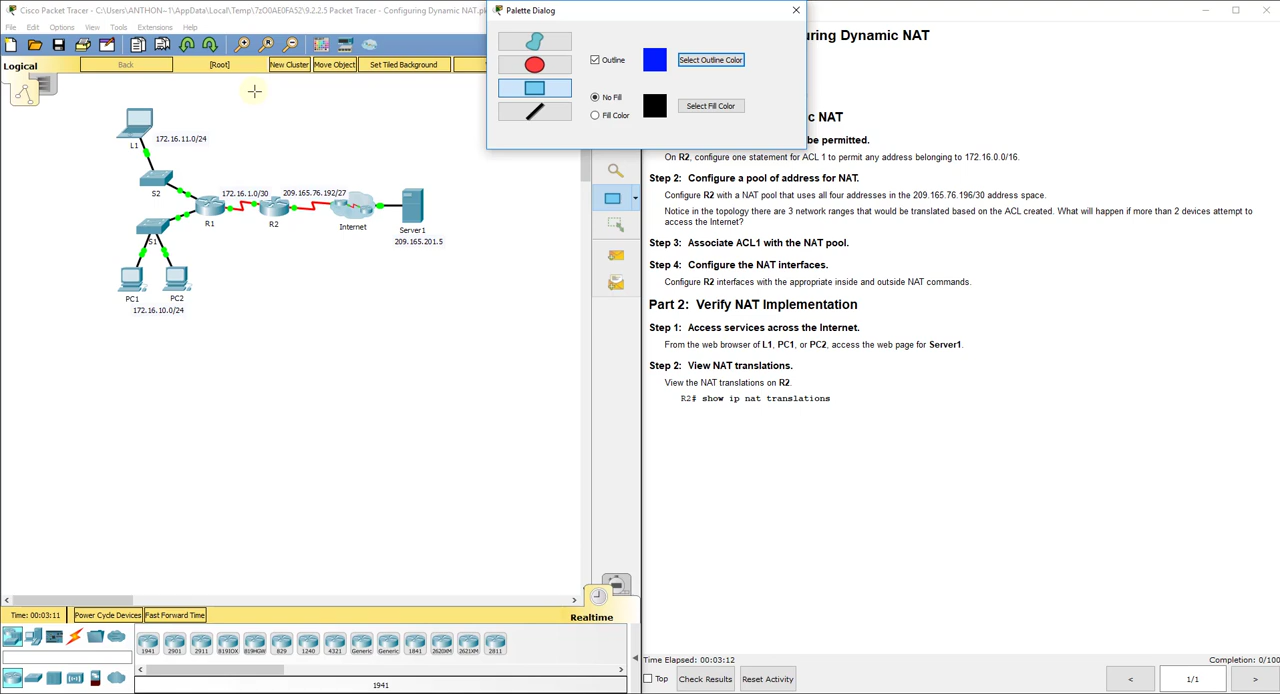 Cisco Packet Tracer - C:\Users\ANTHON~1\AppData\Local\Temp\7zO0AE0FA52\9.2.2.5 Packet Tracer - Configuring Dynamic NAT.pk
Palette Dialog
File Edit Options View Tools Extensions Help
uring Dynamic NAT
Outline
Select Outline Color
No Fill
Fill Color
Select Fill Color
Logical
Back
[Root]
New Cluster
Move Object
Set Tiled Background
L1
172.16.11.0/24
S2
172.16.1.0/30
209.165.76.192/27
R1
R2
Internet
Server1
209.165.201.5
S1
PC1
PC2
172.16.10.0/24
ic NAT
be permitted.
On R2, configure one statement for ACL 1 to permit any address belonging to 172.16.0.0/16.
Step 2: Configure a pool of address for NAT.
Configure R2 with a NAT pool that uses all four addresses in the 209.165.76.196/30 address space.
Notice in the topology there are 3 network ranges that would be translated based on the ACL created. What will happen if more than 2 devices attempt to
access the Internet?
Step 3: Associate ACL1 with the NAT pool.
Step 4: Configure the NAT interfaces.
Configure R2 interfaces with the appropriate inside and outside NAT commands.
Part 2: Verify NAT Implementation
Step 1: Access services across the Internet.
From the web browser of L1, PC1, or PC2, access the web page for Server1.
Step 2: View NAT translations.
View the NAT translations on R2.
R2# show ip nat translations
Time: 00:03:11
Power Cycle Devices
Fast Forward Time
Realtime
1941 2901 2911 819IOX 819HGW 829 1240 4321 Generic Generic 1841 2620XM 2621XM 2811
1941
Time Elapsed: 00:03:12
Completion: 0/100
Top
Check Results
Reset Activity
<
1/1
>